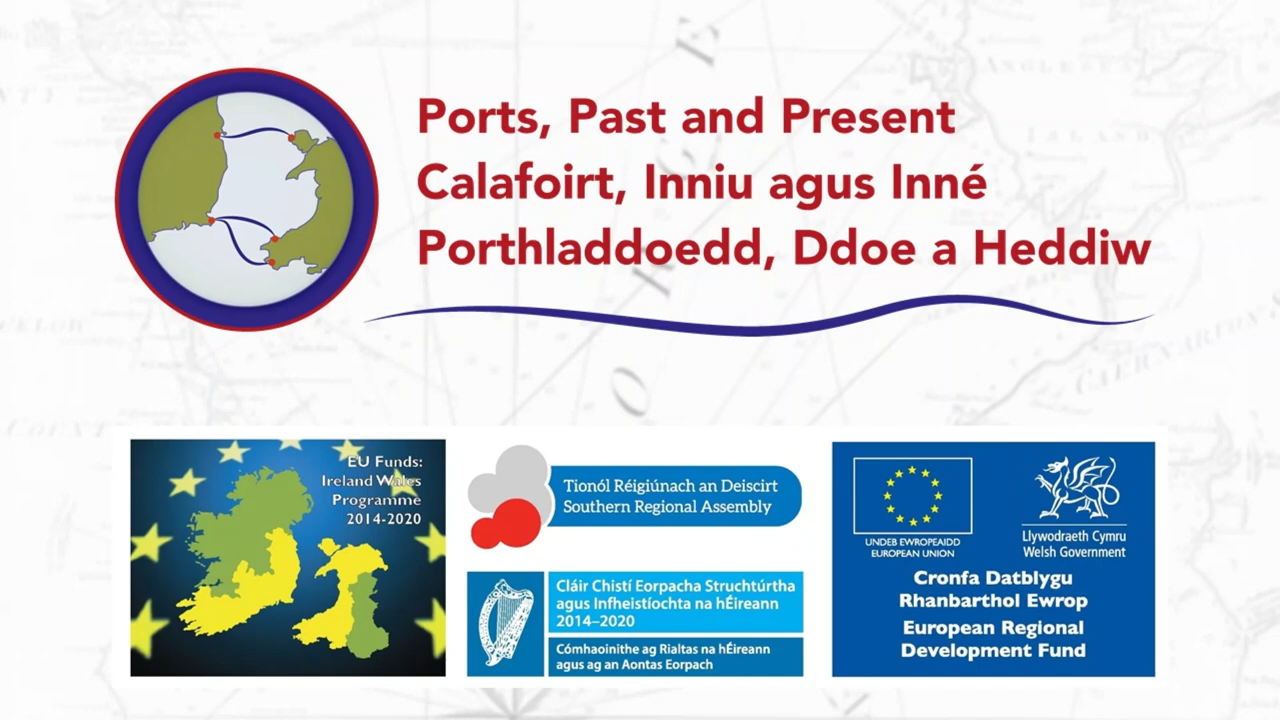 Ports, Past and Present
Calafoirt, Inniu agus Inné
Porthladdoedd, Ddoe a Heddiw
EU Funds:
Ireland Wales
Programme
2014-2020
Tionól Réigiúnach an Deiscirt
Southern Regional Assembly
Cláir Chistí Eorpacha Struchtúrtha
agus Infheistíochta na hÉireann
2014–2020
Cómhaoinithe ag Rialtas na hÉireann
agus ag an Aontas Eorpach
UNDEB EWROPEAIDD
EUROPEAN UNION
Llywodraeth Cymru
Welsh Government
Cronfa Datblygu
Rhanbarthol Ewrop
European Regional
Development Fund